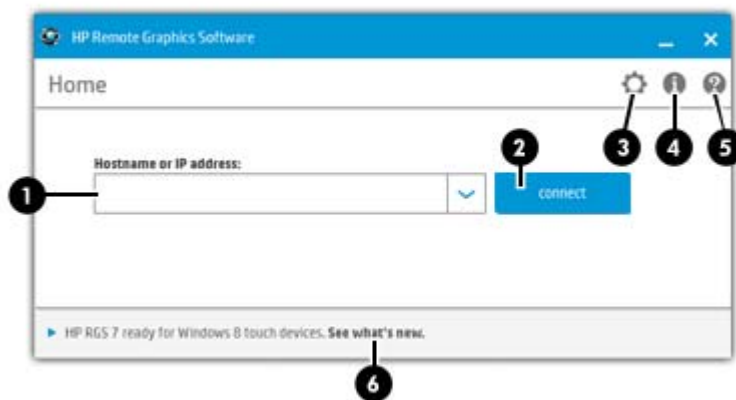 HP Remote Graphics Software
Home
3 4 5
Hostname or IP address:
2
1
connect
HP RGS 7 ready for Windows 8 touch devices. See what's new.
6